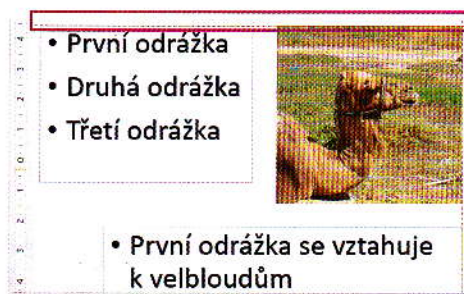 • První odrážka
• Druhá odrážka
• Třetí odrážka
• První odrážka se vztahuje
k velbloudům